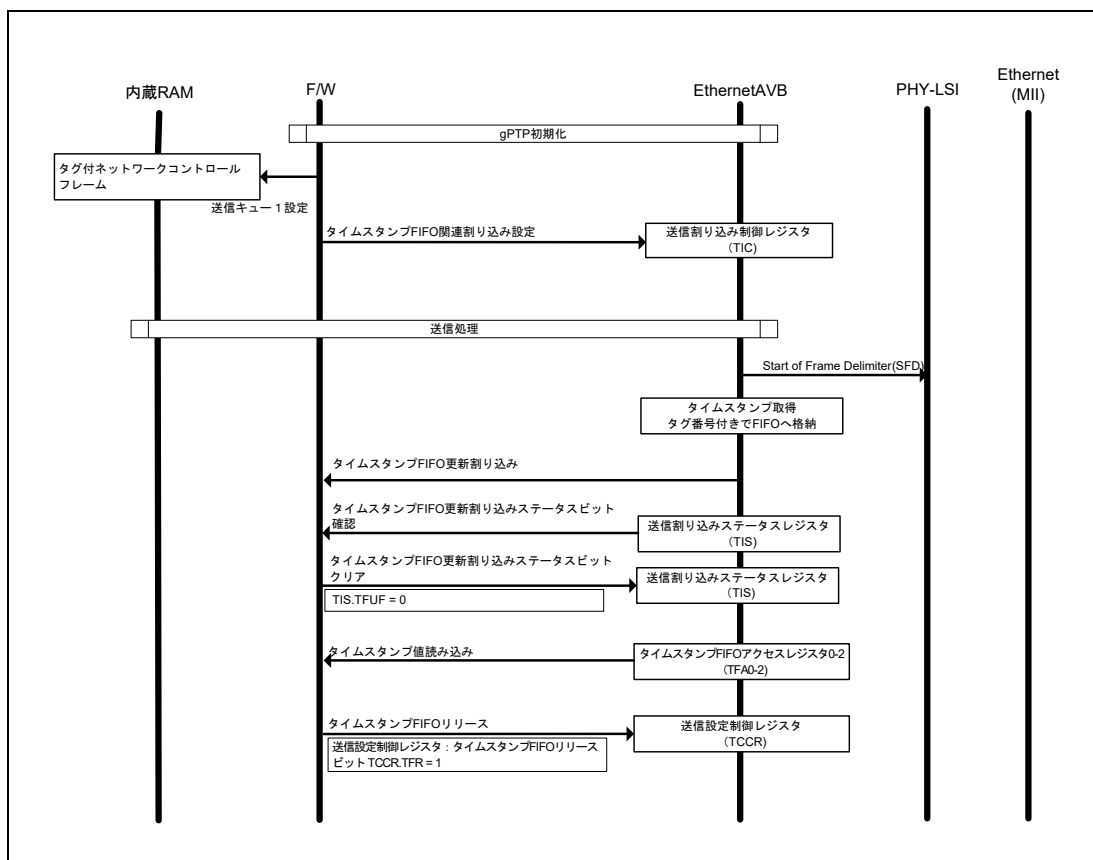 内蔵RAM
F/W
EthernetAVB
PHY-LSI
Ethernet
(MII)
gPTP初期化
タグ付ネットワークコントロール
フレーム
送信キュー１設定
タイムスタンプFIFO関連割り込み設定
送信割り込み制御レジスタ
（TIC）
送信処理
Start of Frame Delimiter(SFD)
タイムスタンプ取得
タグ番号付きでFIFOへ格納
タイムスタンプFIFO更新割り込み
タイムスタンプFIFO更新割り込みステータスビット
確認
送信割り込みステータスレジスタ
（TIS）
タイムスタンプFIFO更新割り込みステータスビット
クリア
送信割り込みステータスレジスタ
（TIS）
TIS.TFUF = 0
タイムスタンプ値読み込み
タイムスタンプFIFOアクセスレジスタ0-2
（TFA0-2）
タイムスタンプFIFOリリース
送信設定制御レジスタ
（TCCR）
送信設定制御レジスタ：タイムスタンプFIFOリリース
ビット TCCR.TFR = 1